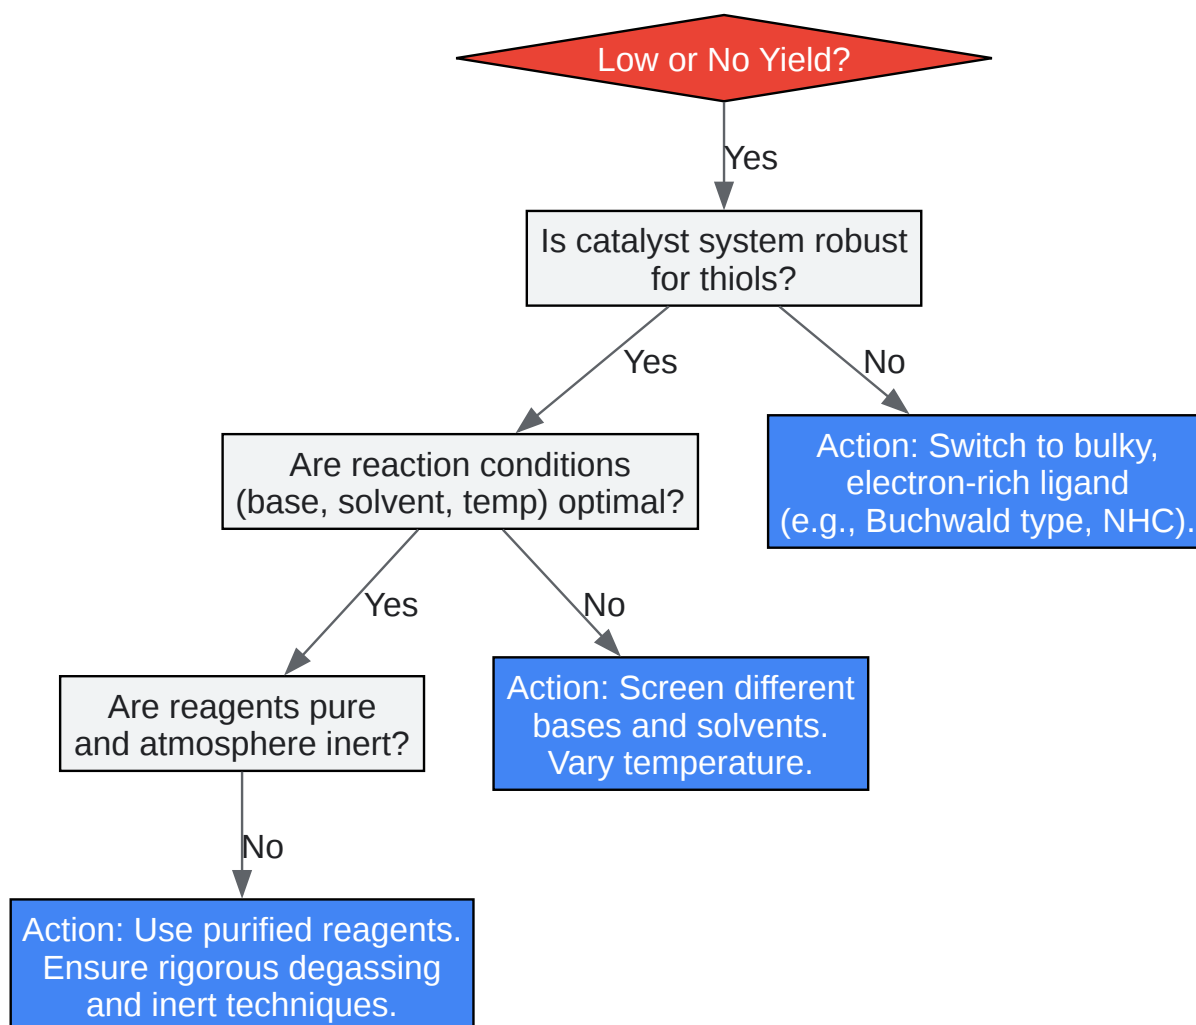 Low or No Yield?
Yes
Is catalyst system robust
for thiols?
Yes
No
Action: Switch to bulky,
electron-rich ligand
(e.g., Buchwald type, NHC).
Are reaction conditions
(base, solvent, temp) optimal?
Yes
No
Action: Screen different
bases and solvents.
Vary temperature.
Are reagents pure
and atmosphere inert?
No
Action: Use purified reagents.
Ensure rigorous degassing
and inert techniques.